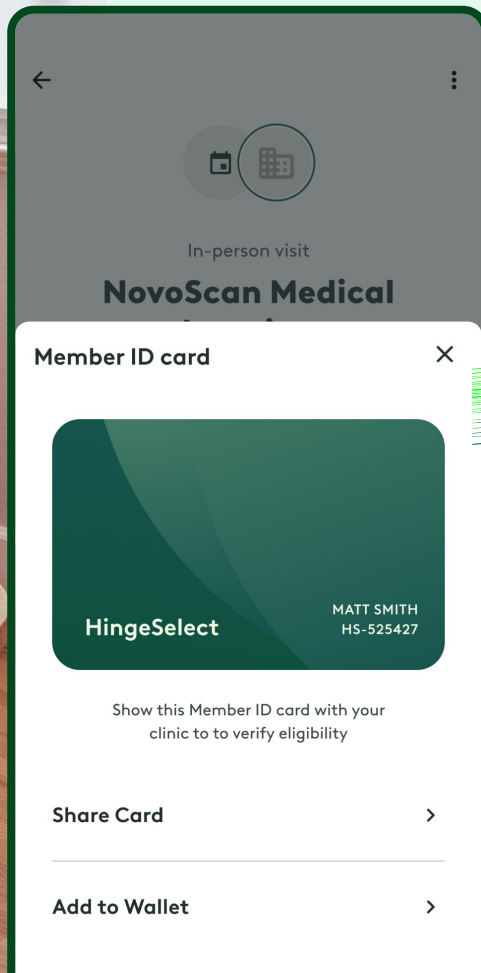 In-person visit
NovoScan Medical
Member ID card
MATT SMITH
HingeSelect
HS-525427
Show this Member ID card with your
clinic to to verify eligibility
Share Card
Add to Wallet